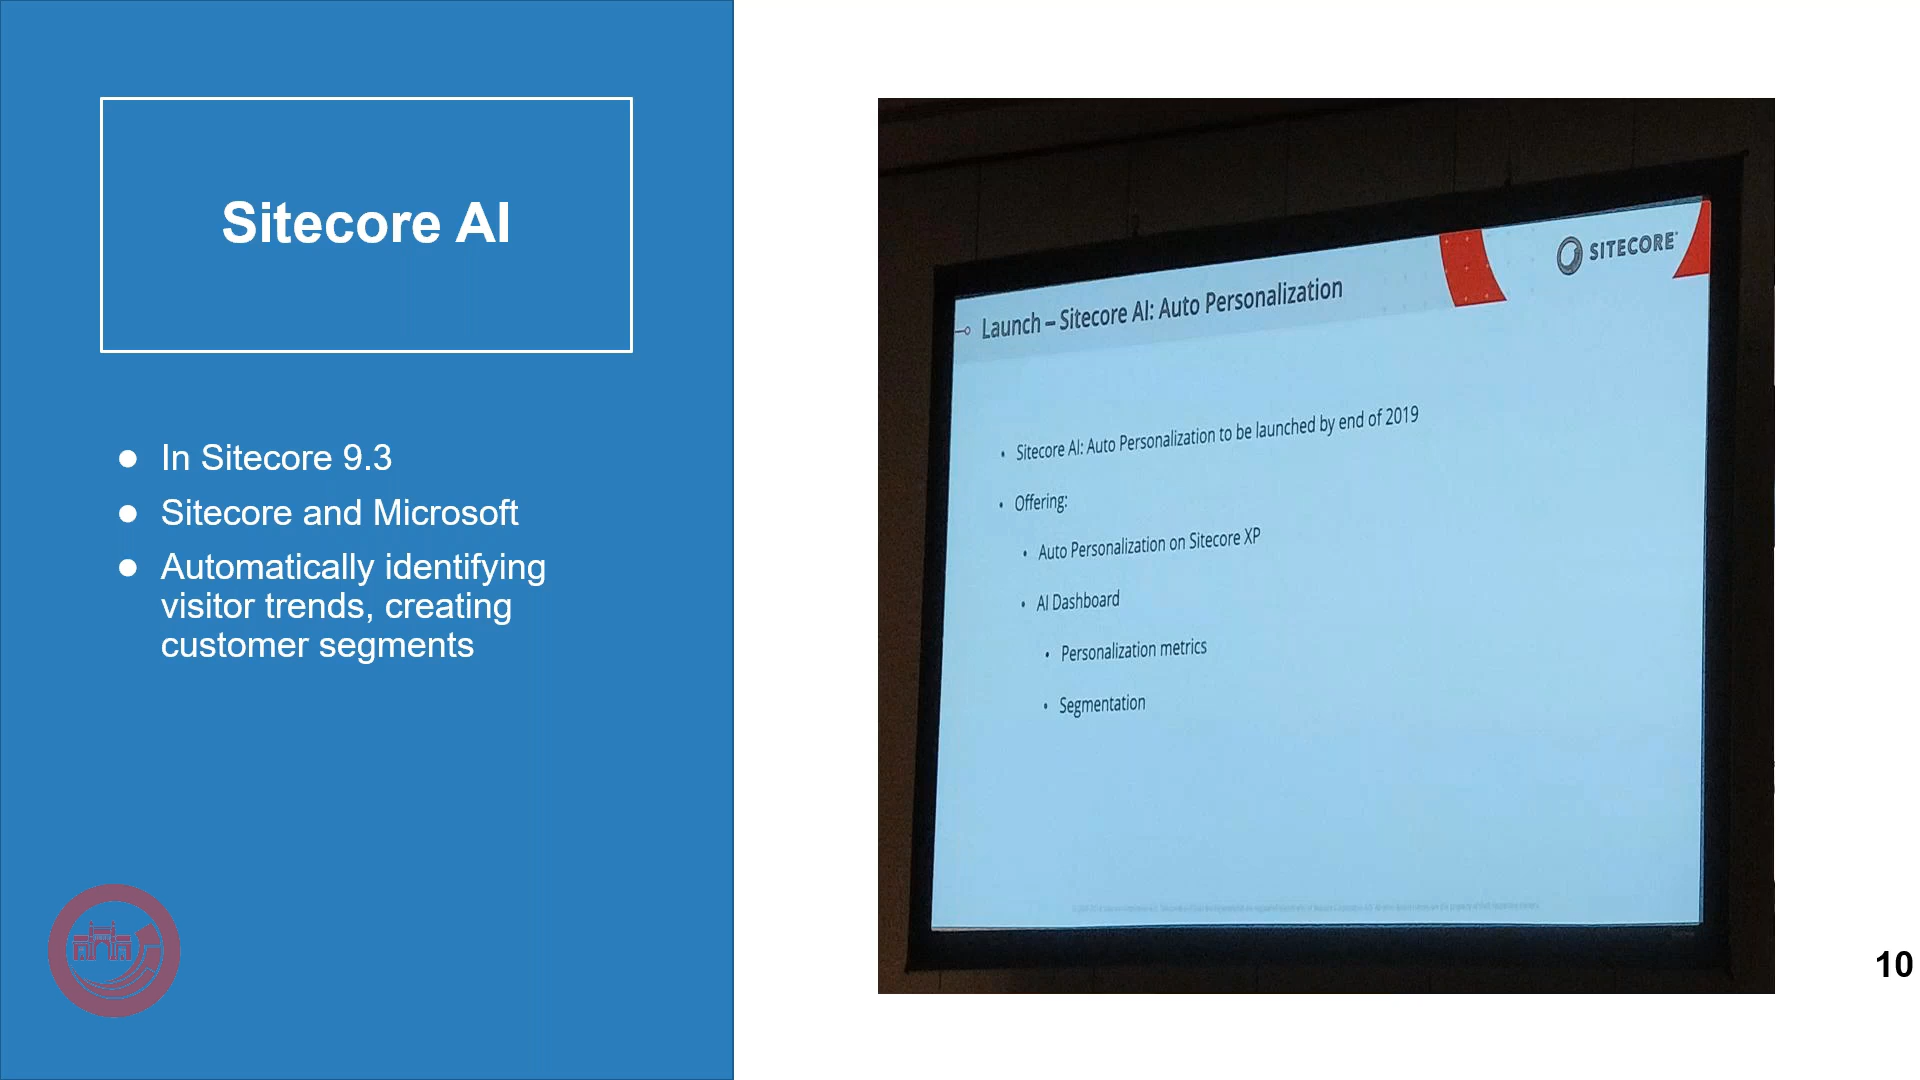 Sitecore AI
● In Sitecore 9.3
● Sitecore and Microsoft
● Automatically identifying
visitor trends, creating
customer segments
SITECORE
Launch – Sitecore AI: Auto Personalization
• Sitecore AI: Auto Personalization to be launched by end of 2019
• Offering:
• Auto Personalization on Sitecore XP
• AI Dashboard
• Personalization metrics
• Segmentation
10